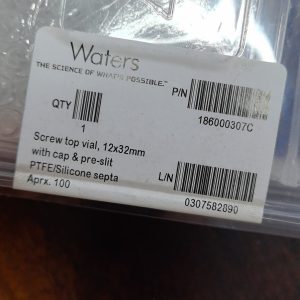 Waters
THE SCIENCE OF WHAT'S POSSIBLE.™
P/N
186000307C
QTY
1
Screw top vial, 12x32mm
with cap & pre-slit
PTFE/Silicone septa
Aprx. 100
L/N
0307582890